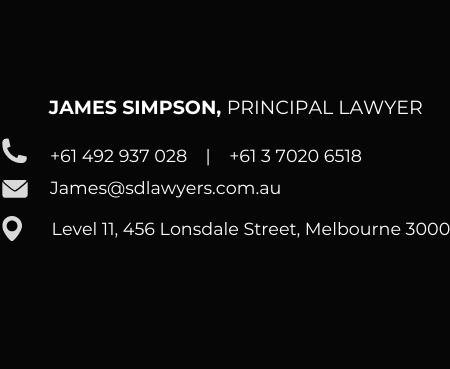 JAMES SIMPSON, PRINCIPAL LAWYER
+61 492 937 028 | +61 3 7020 6518
James@sdlawyers.com.au
Level 11, 456 Lonsdale Street, Melbourne 3000